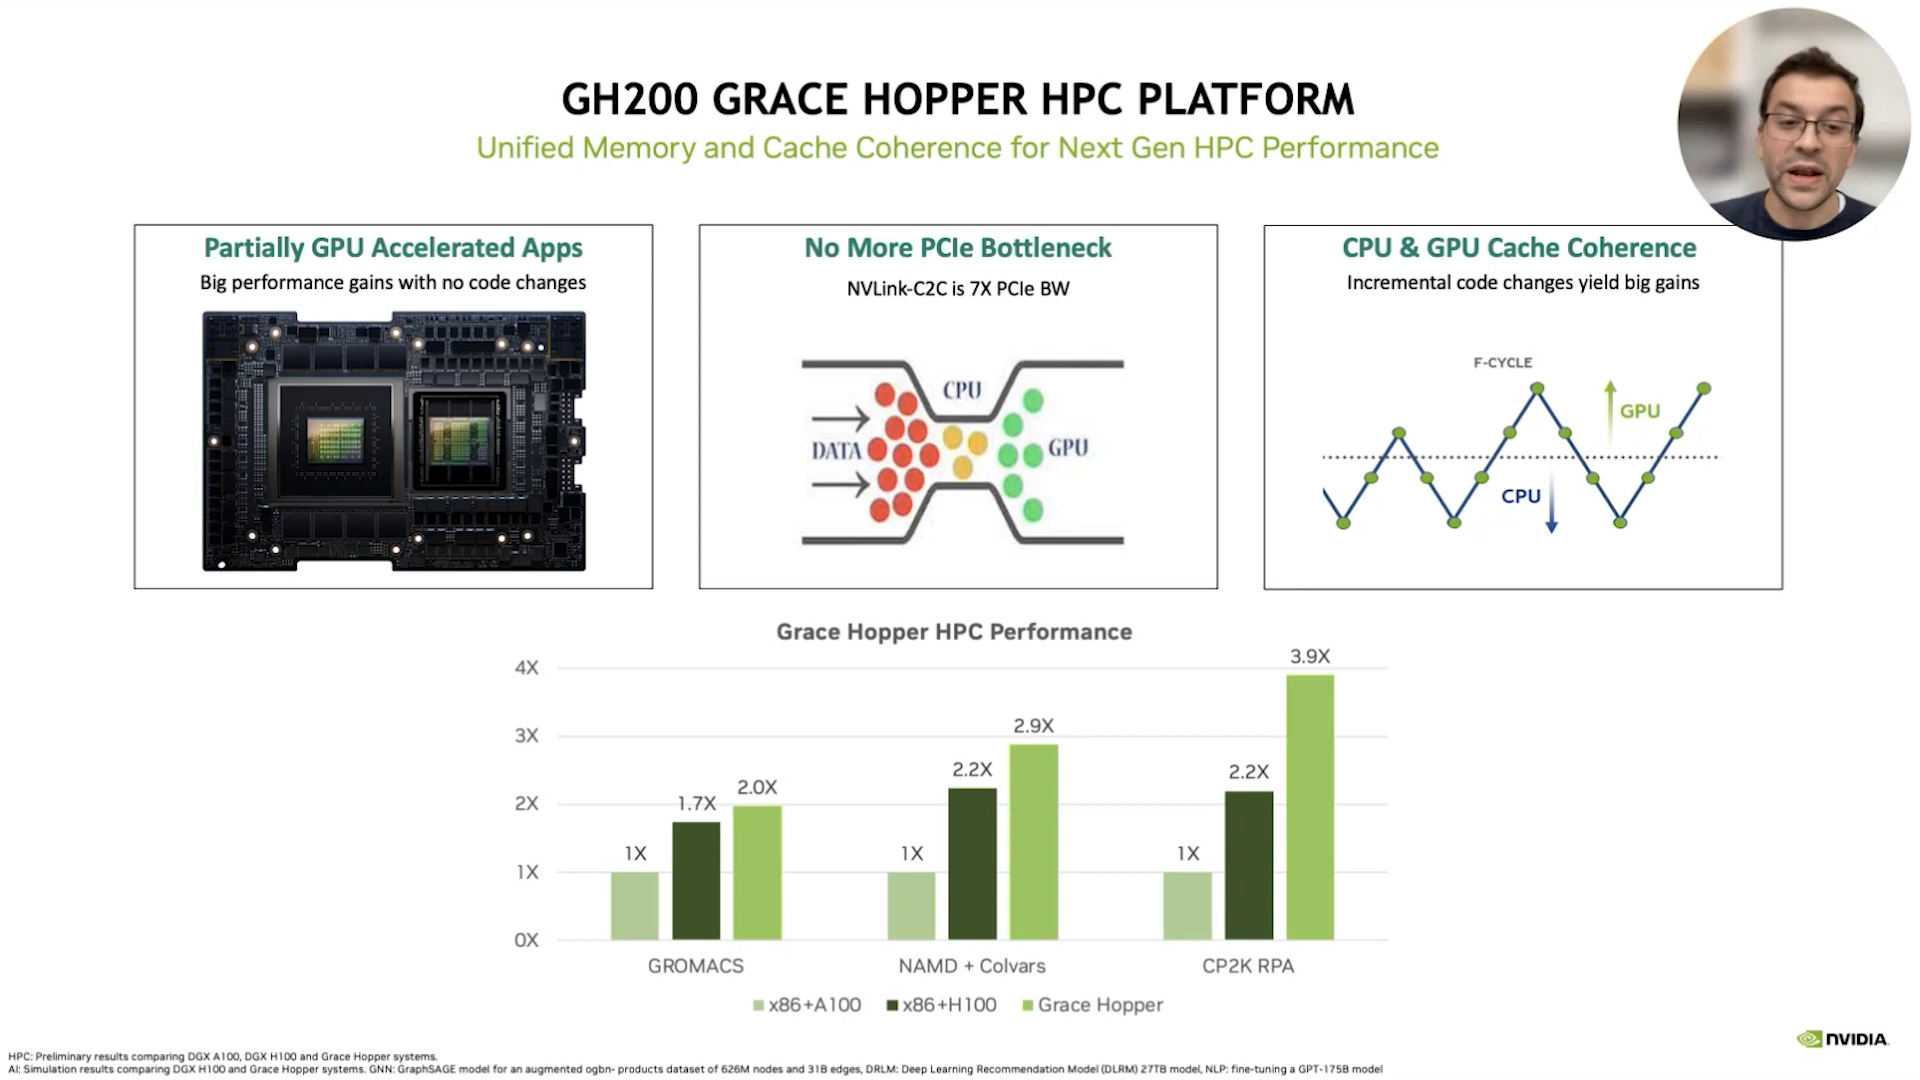 GH200 GRACE HOPPER HPC PLATFORM
Unified Memory and Cache Coherence for Next Gen HPC Performance
Partially GPU Accelerated Apps
Big performance gains with no code changes
No More PCIe Bottleneck
NVLink-C2C is 7X PCIe BW
CPU
DATA
GPU
CPU & GPU Cache Coherence
Incremental code changes yield big gains
F-CYCLE
GPU
CPU
Grace Hopper HPC Performance
4X
3X
2X
1X
0X
1X
1.7X
2.0X
1X
2.2X
2.9X
1X
2.2X
3.9X
GROMACS
NAMD + Colvars
CP2K RPA
x86+A100
x86+H100
Grace Hopper
NVIDIA.
HPC: Preliminary results comparing DGX A100, DGX H100 and Grace Hopper systems.
AI: Simulation results comparing DGX H100 and Grace Hopper systems. GNN: GraphSAGE model for an augmented ogbn- products dataset of 626M nodes and 31B edges, DRLM: Deep Learning Recommendation Model (DLRM) 27TB model, NLP: fine-tuning a GPT-175B model